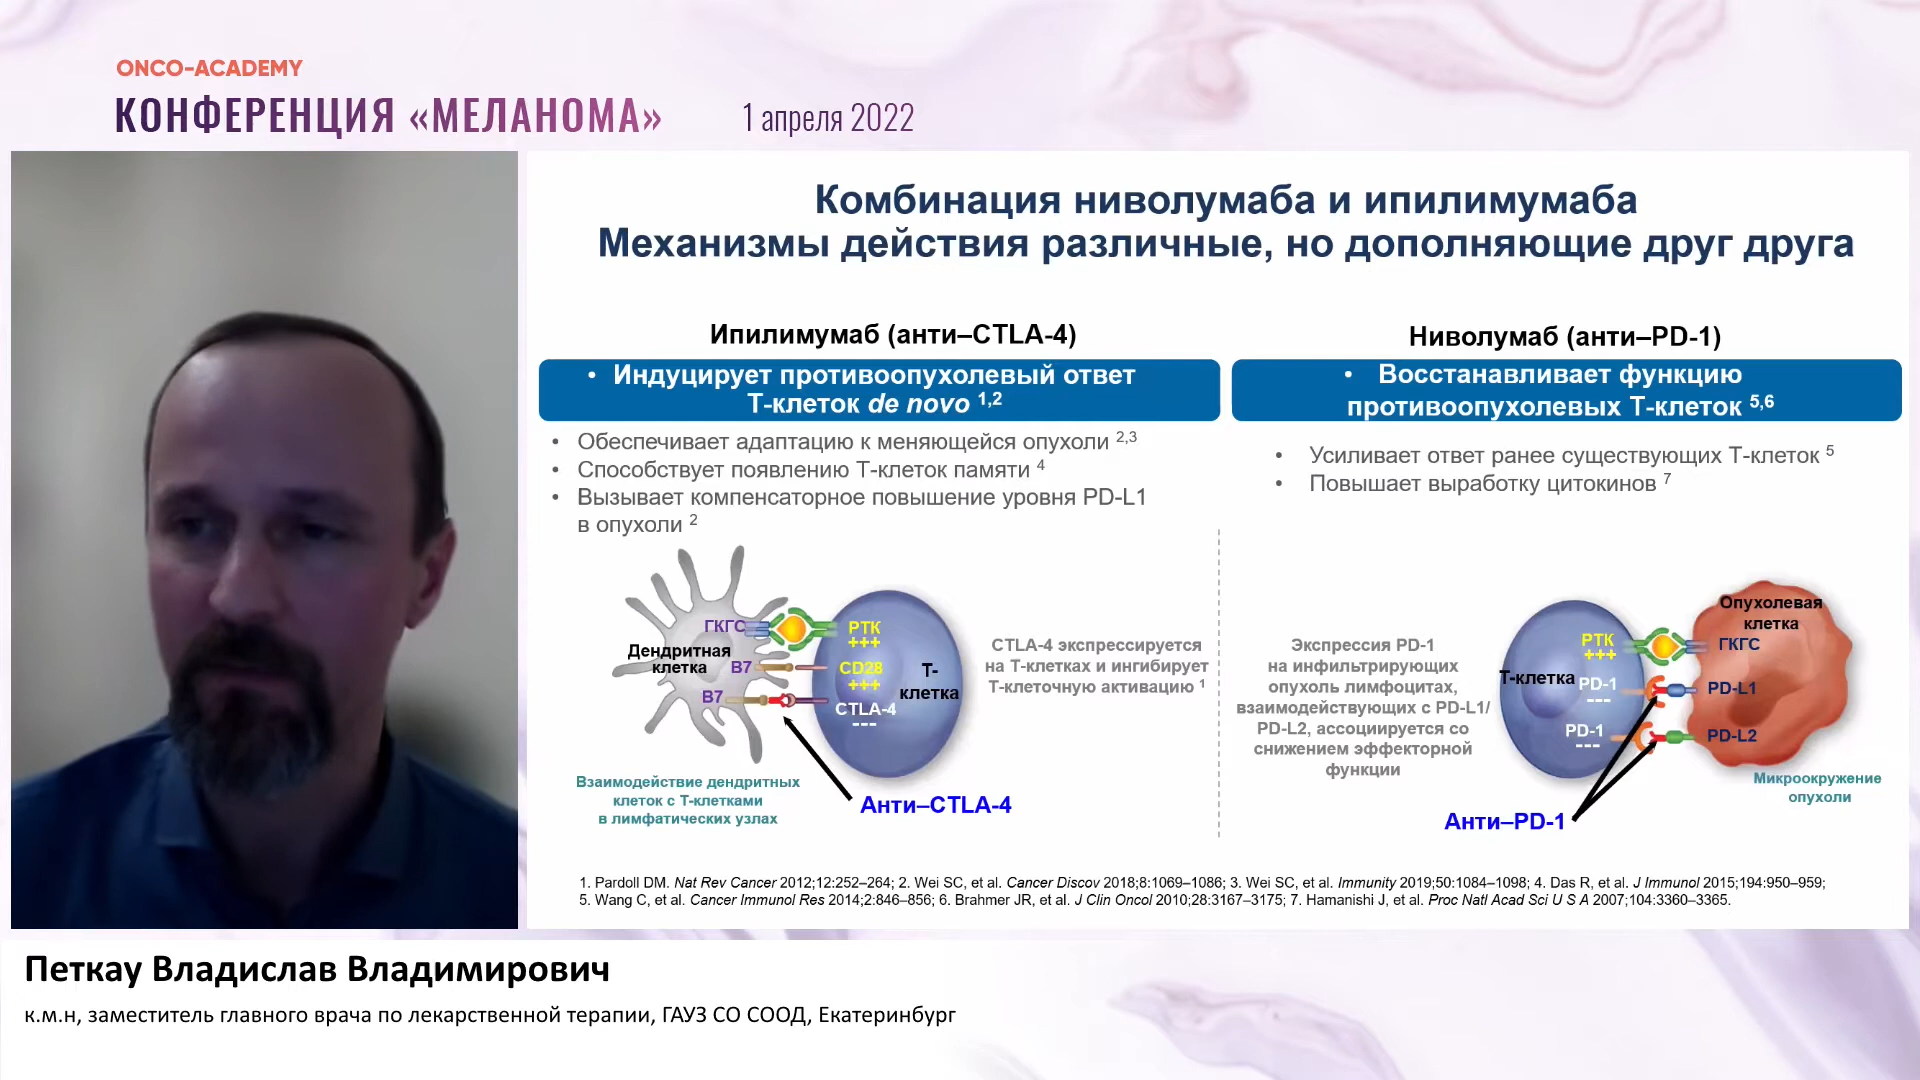 ONCO-ACADEMY
КОНФЕРЕНЦИЯ «МЕЛАНОМА»
1 апреля 2022
Комбинация ниволумаба и ипилимумаба
Механизмы действия различные, но дополняющие друг друга
Ипилимумаб (анти–CTLA-4)
• Индуцирует противоопухолевый ответ
Т-клеток de novo 1,2
• Обеспечивает адаптацию к меняющейся опухоли 2,3
• Способствует появлению Т-клеток памяти 4
• Вызывает компенсаторное повышение уровня PD-L1
в опухоли 2
Дендритная
клетка
ГКГС
B7
B7
РТК
+++
CD28
+++
CTLA-4
---
Т-
клетка
CTLA-4 экспрессируется
на Т-клетках и ингибирует
Т-клеточную активацию 1
Взаимодействие дендритных
клеток с Т-клетками
в лимфатических узлах
Анти–CTLA-4
Ниволумаб (анти–PD-1)
• Восстанавливает функцию
противоопухолевых Т-клеток 5,6
• Усиливает ответ ранее существующих Т-клеток 5
• Повышает выработку цитокинов 7
Экспрессия PD-1
на инфильтрирующих
опухоль лимфоцитах,
взаимодействующих с PD-L1/
PD-L2, ассоциируется со
снижением эффекторной
функции
Т-клетка
РТК
+++
PD-1
---
PD-1
---
Опухолевая
клетка
ГКГС
PD-L1
PD-L2
Микроокружение
опухоли
Анти–PD-1
1. Pardoll DM. Nat Rev Cancer 2012;12:252–264; 2. Wei SC, et al. Cancer Discov 2018;8:1069–1086; 3. Wei SC, et al. Immunity 2019;50:1084–1098; 4. Das R, et al. J Immunol 2015;194:950–959;
5. Wang C, et al. Cancer Immunol Res 2014;2:846–856; 6. Brahmer JR, et al. J Clin Oncol 2010;28:3167–3175; 7. Hamanishi J, et al. Proc Natl Acad Sci U S A 2007;104:3360–3365.
Петкау Владислав Владимирович
к.м.н, заместитель главного врача по лекарственной терапии, ГАУЗ СО СООД, Екатеринбург